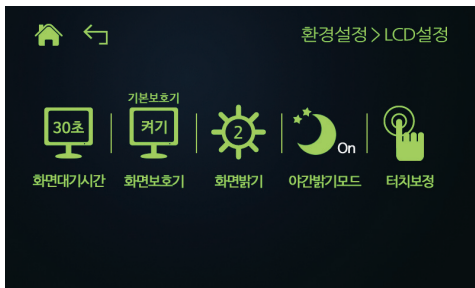 환경설정 > LCD설정
기본보호기
30초
켜기
2
On
화면대기시간
화면보호기
화면밝기
야간밝기모드
터치보정